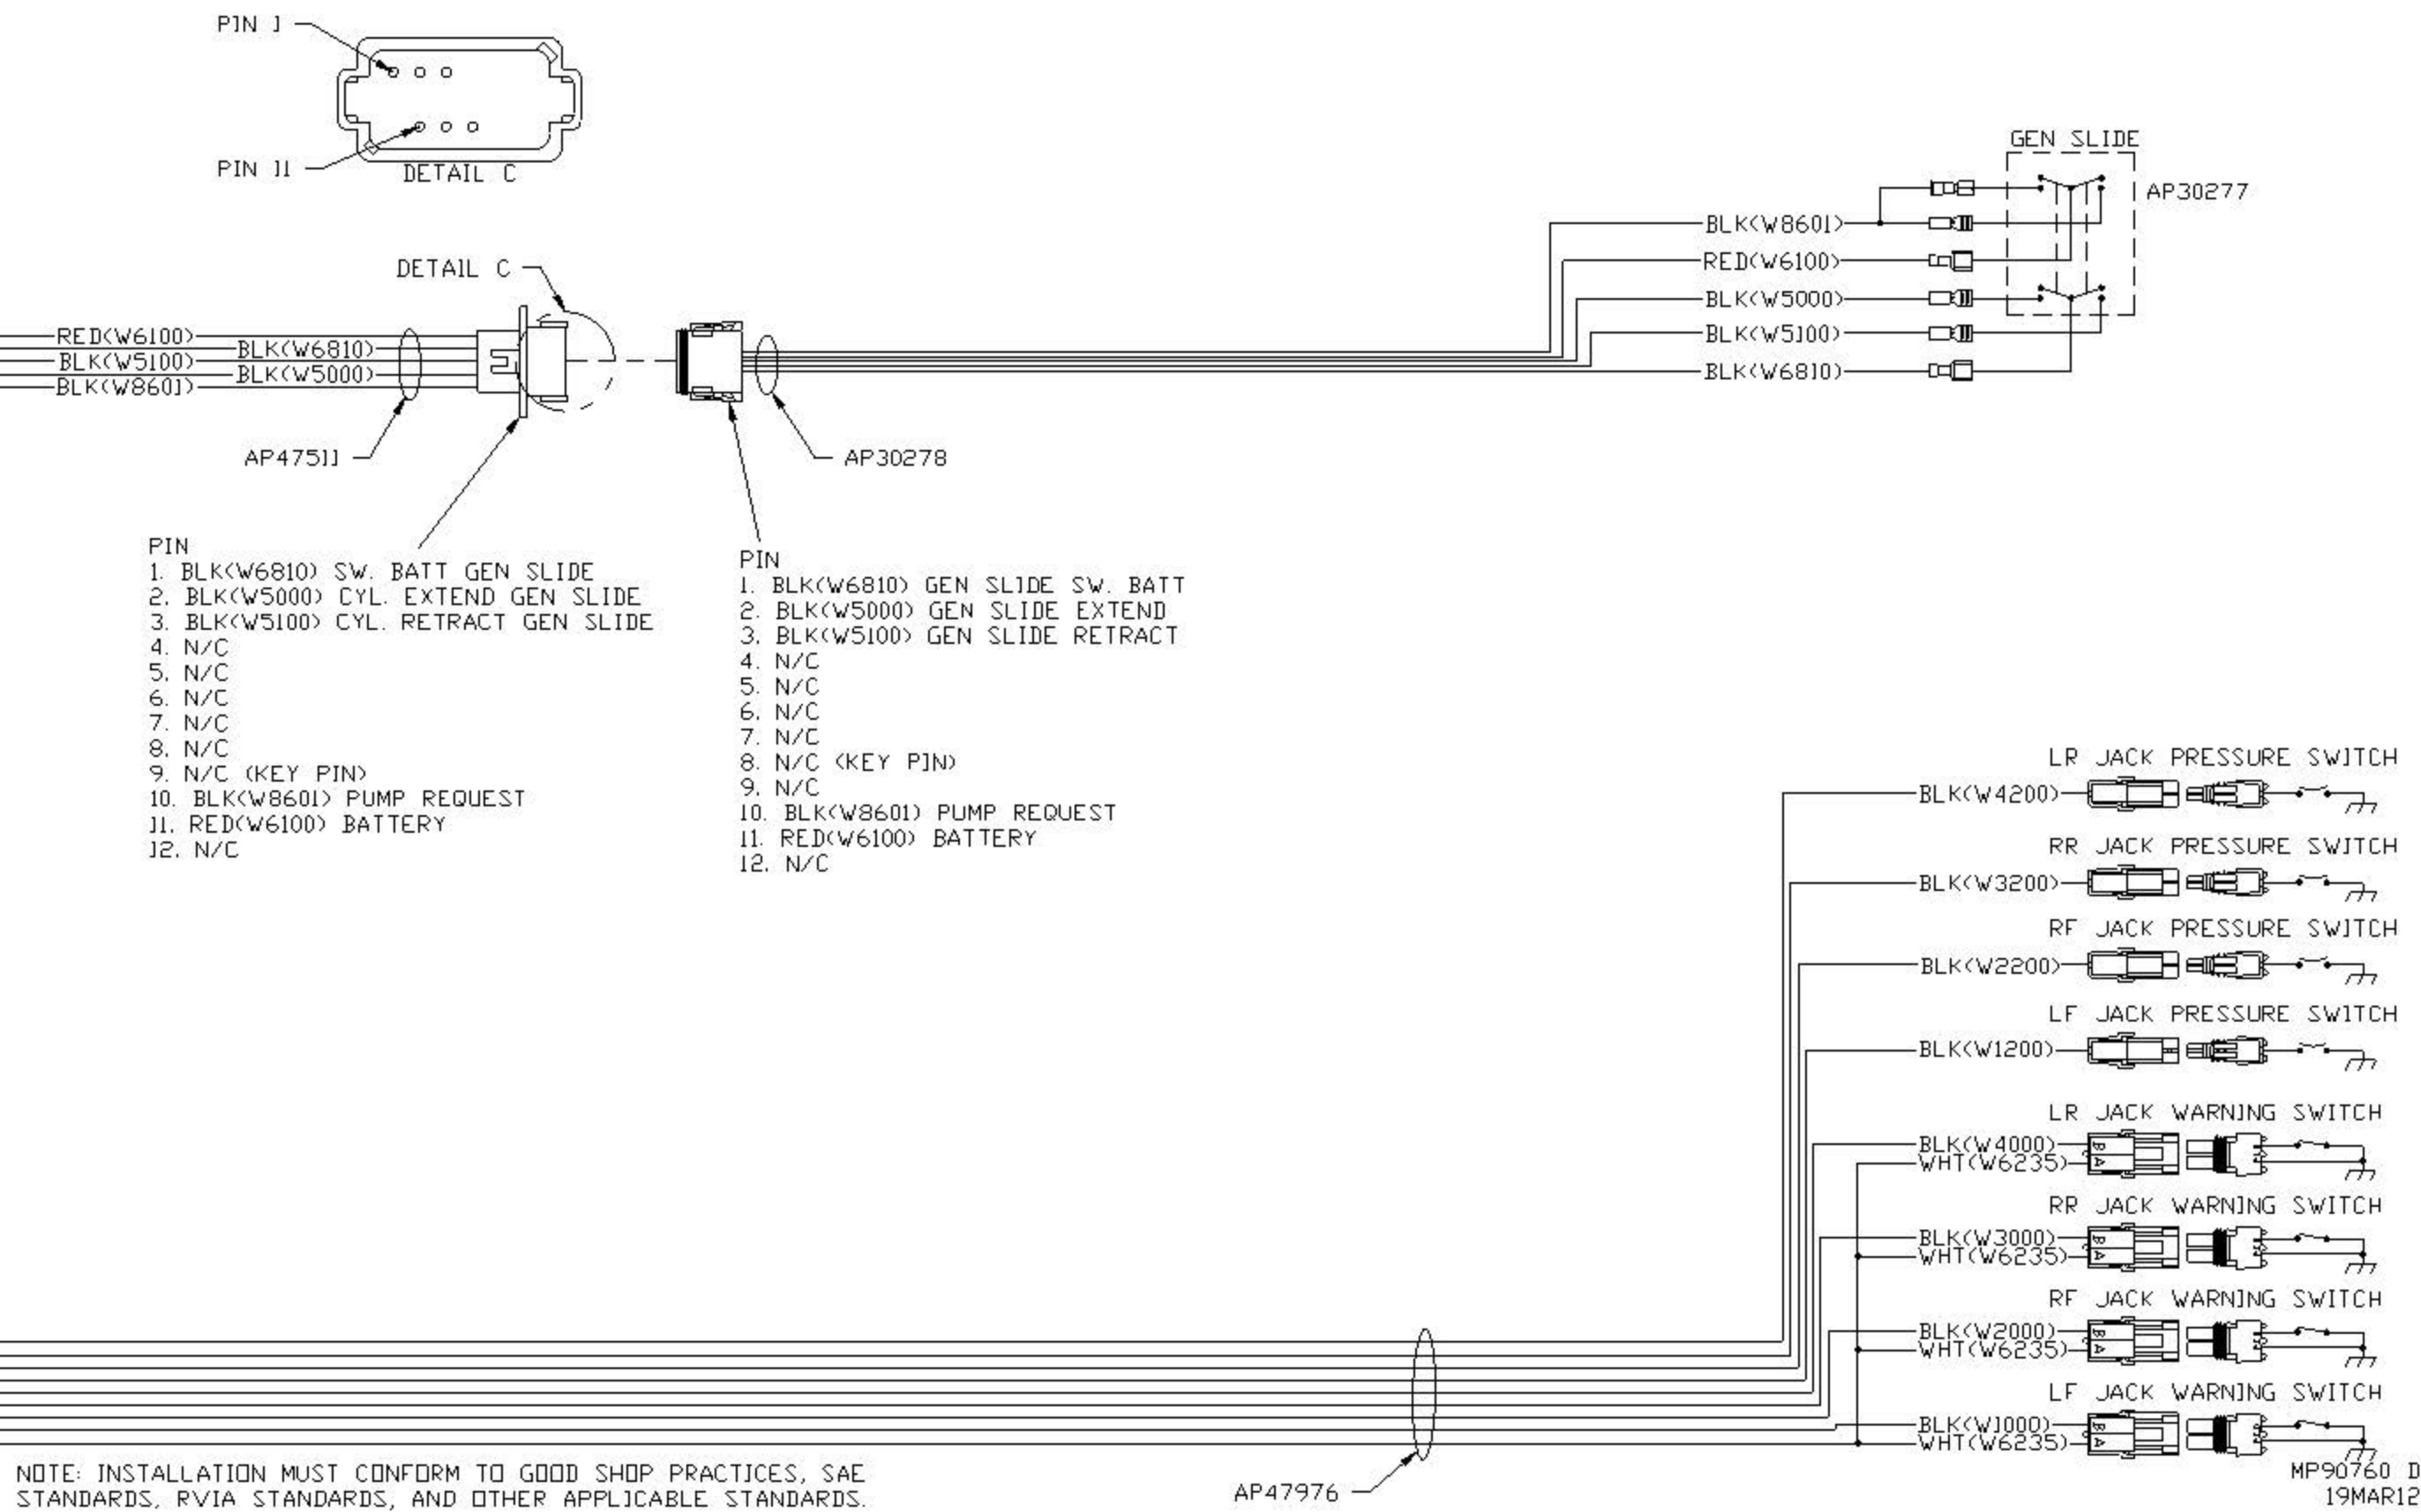 PIN 1
PIN 11
DETAIL C
GEN SLIDE
AP30277
BLK(W8601)
RED(W6100)
BLK(W5000)
BLK(W5100)
BLK(W6810)
DETAIL C
RED(W6100)
BLK(W6810)
BLK(W5100)
BLK(W5000)
BLK(W8601)
AP47511
AP30278
PIN
1. BLK(W6810) SW. BATT GEN SLIDE
2. BLK(W5000) CYL. EXTEND GEN SLIDE
3. BLK(W5100) CYL. RETRACT GEN SLIDE
4. N/C
5. N/C
6. N/C
7. N/C
8. N/C
9. N/C (KEY PIN)
10. BLK(W8601) PUMP REQUEST
11. RED(W6100) BATTERY
12. N/C
PIN
1. BLK(W6810) GEN SLIDE SW. BATT
2. BLK(W5000) GEN SLIDE EXTEND
3. BLK(W5100) GEN SLIDE RETRACT
4. N/C
5. N/C
6. N/C
7. N/C
8. N/C (KEY PIN)
9. N/C
10. BLK(W8601) PUMP REQUEST
11. RED(W6100) BATTERY
12. N/C
LR JACK PRESSURE SWITCH
BLK(W4200)
RR JACK PRESSURE SWITCH
BLK(W3200)
RF JACK PRESSURE SWITCH
BLK(W2200)
LF JACK PRESSURE SWITCH
BLK(W1200)
LR JACK WARNING SWITCH
BLK(W4000) B
WHT(W6235) A
RR JACK WARNING SWITCH
BLK(W3000) B
WHT(W6235) A
RF JACK WARNING SWITCH
BLK(W2000) B
WHT(W6235) A
LF JACK WARNING SWITCH
BLK(W1000) B
WHT(W6235) A
AP47976
NOTE: INSTALLATION MUST CONFORM TO GOOD SHOP PRACTICES, SAE
STANDARDS, RVIA STANDARDS, AND OTHER APPLICABLE STANDARDS.
MP90760 D
19MAR12